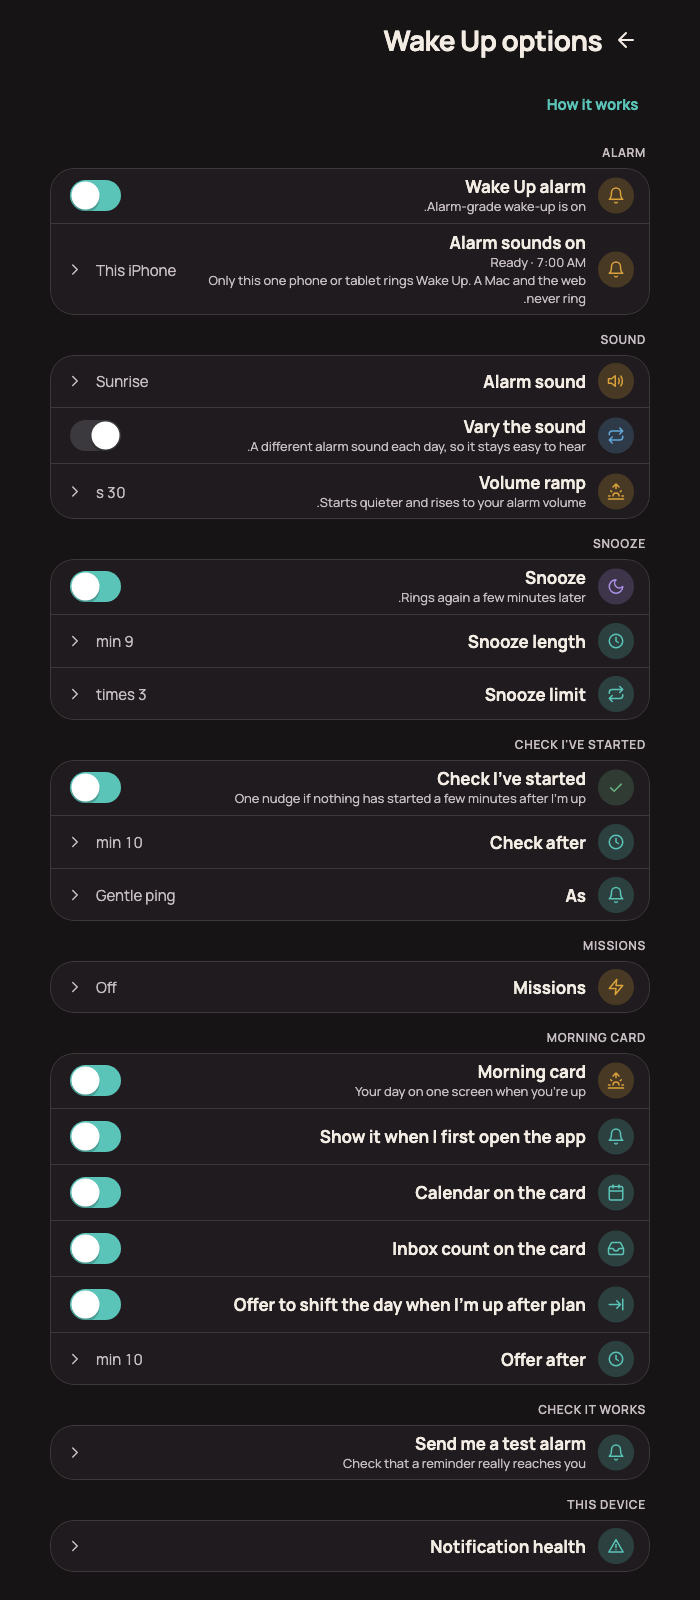 Wake Up options
How it works
ALARM
Wake Up alarm
.Alarm-grade wake-up is on
Alarm sounds on
Ready · 7:00 AM
Only this one phone or tablet rings Wake Up. A Mac and the web
.never ring
This iPhone
SOUND
Alarm sound
Sunrise
Vary the sound
.A different alarm sound each day, so it stays easy to hear
Volume ramp
.Starts quieter and rises to your alarm volume
s 30
SNOOZE
Snooze
.Rings again a few minutes later
Snooze length
min 9
Snooze limit
times 3
CHECK I'VE STARTED
Check I've started
One nudge if nothing has started a few minutes after I'm up
Check after
min 10
As
Gentle ping
MISSIONS
Missions
Off
MORNING CARD
Morning card
Your day on one screen when you're up
Show it when I first open the app
Calendar on the card
Inbox count on the card
Offer to shift the day when I'm up after plan
Offer after
min 10
CHECK IT WORKS
Send me a test alarm
Check that a reminder really reaches you
THIS DEVICE
Notification health